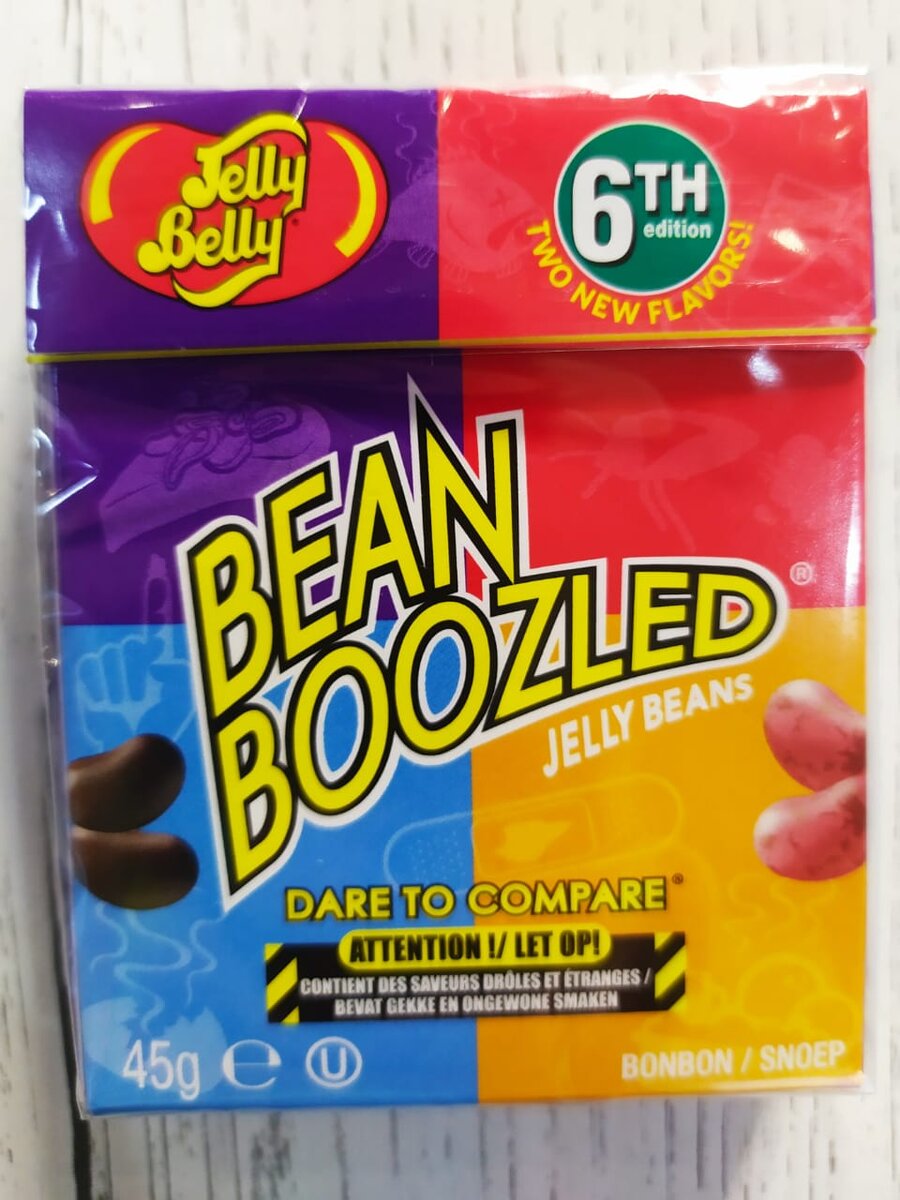 Jelly
Belly
6TH
edition
TWO NEW FLAVORS!
BEAN
BOOZLED®
JELLY BEANS
DARE TO COMPARE®
ATTENTION !/ LET OP!
CONTIENT DES SAVEURS DRÔLES ET ÉTRANGES /
BEVAT GEKKE EN ONGEWONE SMAKEN
45g ℮ U
BONBON / SNOEP